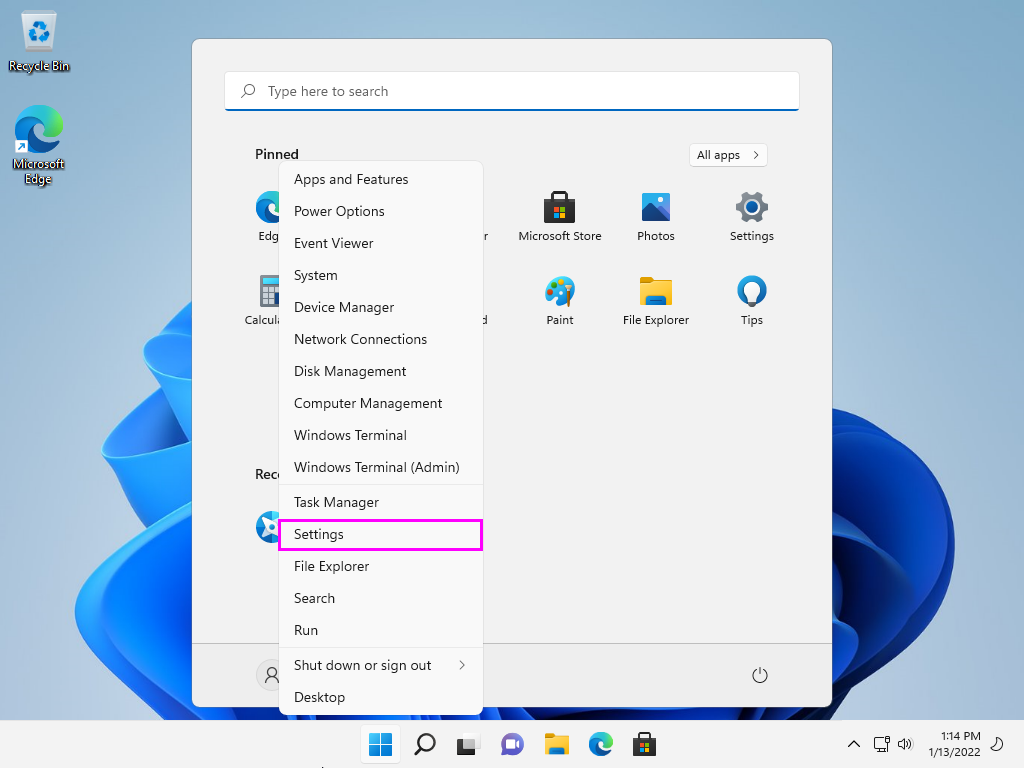 Recycle Bin
Microsoft
Edge
Type here to search
Pinned
All apps
Microsoft Store
Photos
Settings
Paint
File Explorer
Tips
Apps and Features
Power Options
Event Viewer
System
Device Manager
Network Connections
Disk Management
Computer Management
Windows Terminal
Windows Terminal (Admin)
Task Manager
Settings
File Explorer
Search
Run
Shut down or sign out
Desktop
1:14 PM
1/13/2022